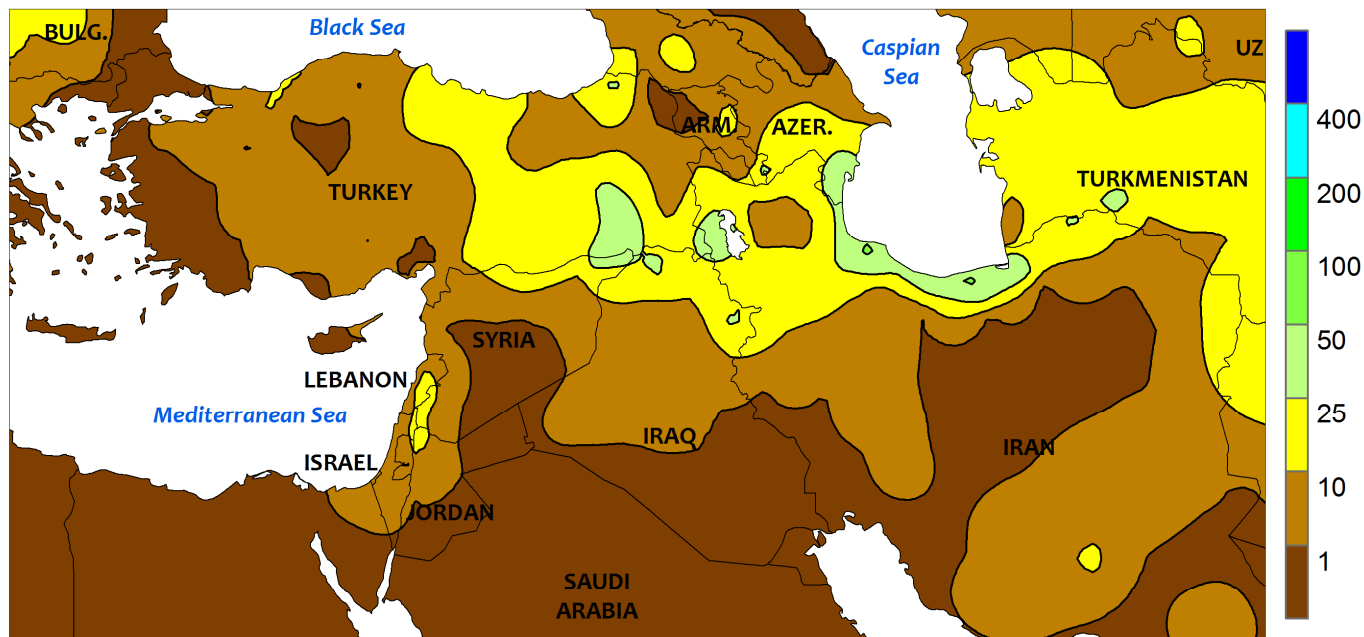 BULG.
Black Sea
Caspian
Sea
UZ
ARM.
AZER.
TURKEY
TURKMENISTAN
SYRIA
LEBANON
Mediterranean Sea
IRAQ
IRAN
ISRAEL
JORDAN
SAUDI
ARABIA
400
200
100
50
25
10
1